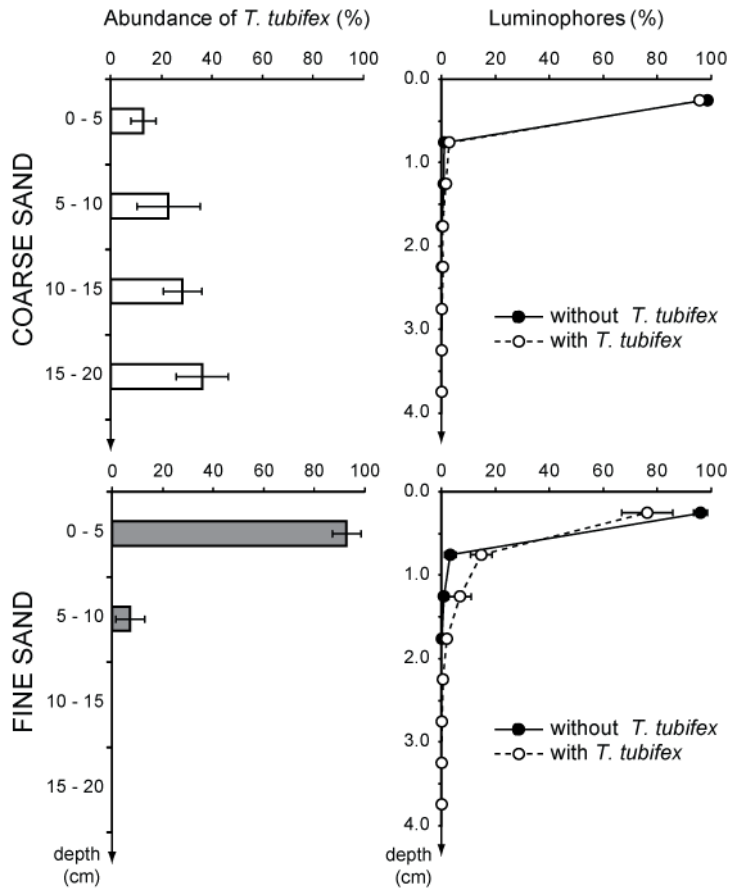 Abundance of T. tubifex (%)
Luminophores (%)
0 20 40 60 80 100
0 20 40 60 80 100
COARSE SAND
0 - 5
5 - 10
10 - 15
15 - 20
0.0
1.0
2.0
3.0
4.0
without T. tubifex
with T. tubifex
0 20 40 60 80 100
0 20 40 60 80 100
FINE SAND
0 - 5
5 - 10
10 - 15
15 - 20
depth
(cm)
0.0
1.0
2.0
3.0
4.0
without T. tubifex
with T. tubifex
depth
(cm)